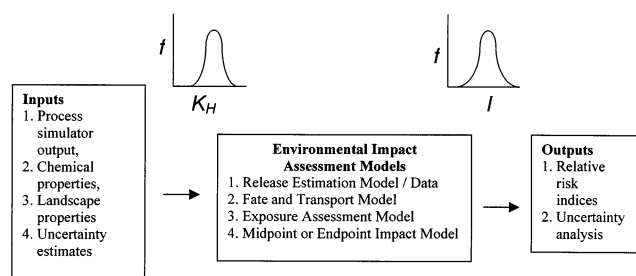 f
K_H
f
I
Inputs
1. Process
simulator
output,
2. Chemical
properties,
3. Landscape
properties
4. Uncertainty
estimates
Environmental Impact
Assessment Models
1. Release Estimation Model / Data
2. Fate and Transport Model
3. Exposure Assessment Model
4. Midpoint or Endpoint Impact Model
Outputs
1. Relative
risk
indices
2. Uncertainty
analysis